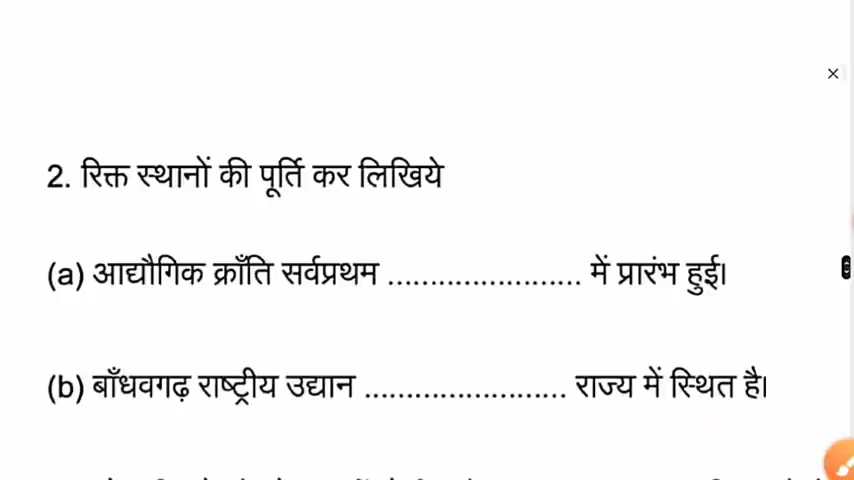 2. रिक्त स्थानों की पूर्ति कर लिखिये
(a) आद्यौगिक क्राँति सर्वप्रथम ....................... में प्रारंभ हुई।
(b) बाँधवगढ़ राष्ट्रीय उद्यान ........................ राज्य में स्थित है।